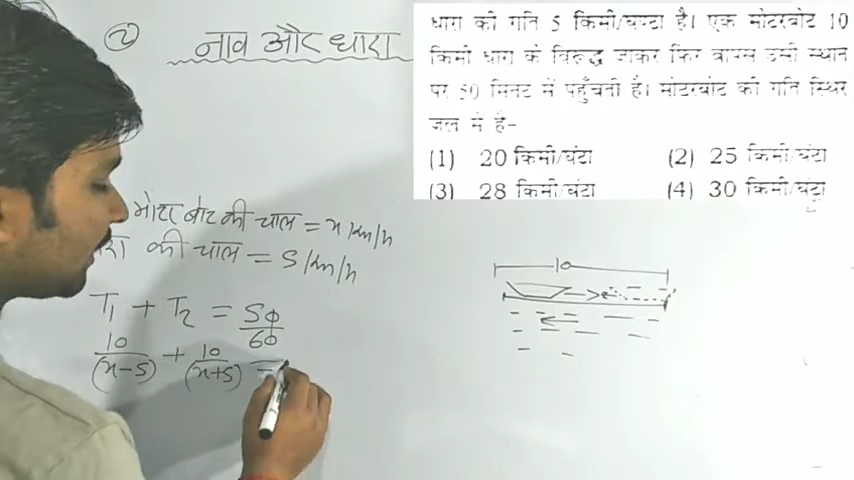 ② नाव और धारा
धारा की गति 5 किमी/घण्टा है। एक मोटरबोट 10
किमी धारा के विरूद्ध जाकर फिर वापस उसी स्थान
पर 50 मिनट में पहुँचती है। मोटरबोट की गति स्थिर
जल में है-
(1) 20 किमी/घंटा (2) 25 किमी/घंटा
(3) 28 किमी/घंटा (4) 30 किमी/घंटा
मोटर बोट की चाल = x km/h
की चाल = 5 km/h
T₁ + T₂ = 50/60
10/(x-5) + 10/(x+5) =
10